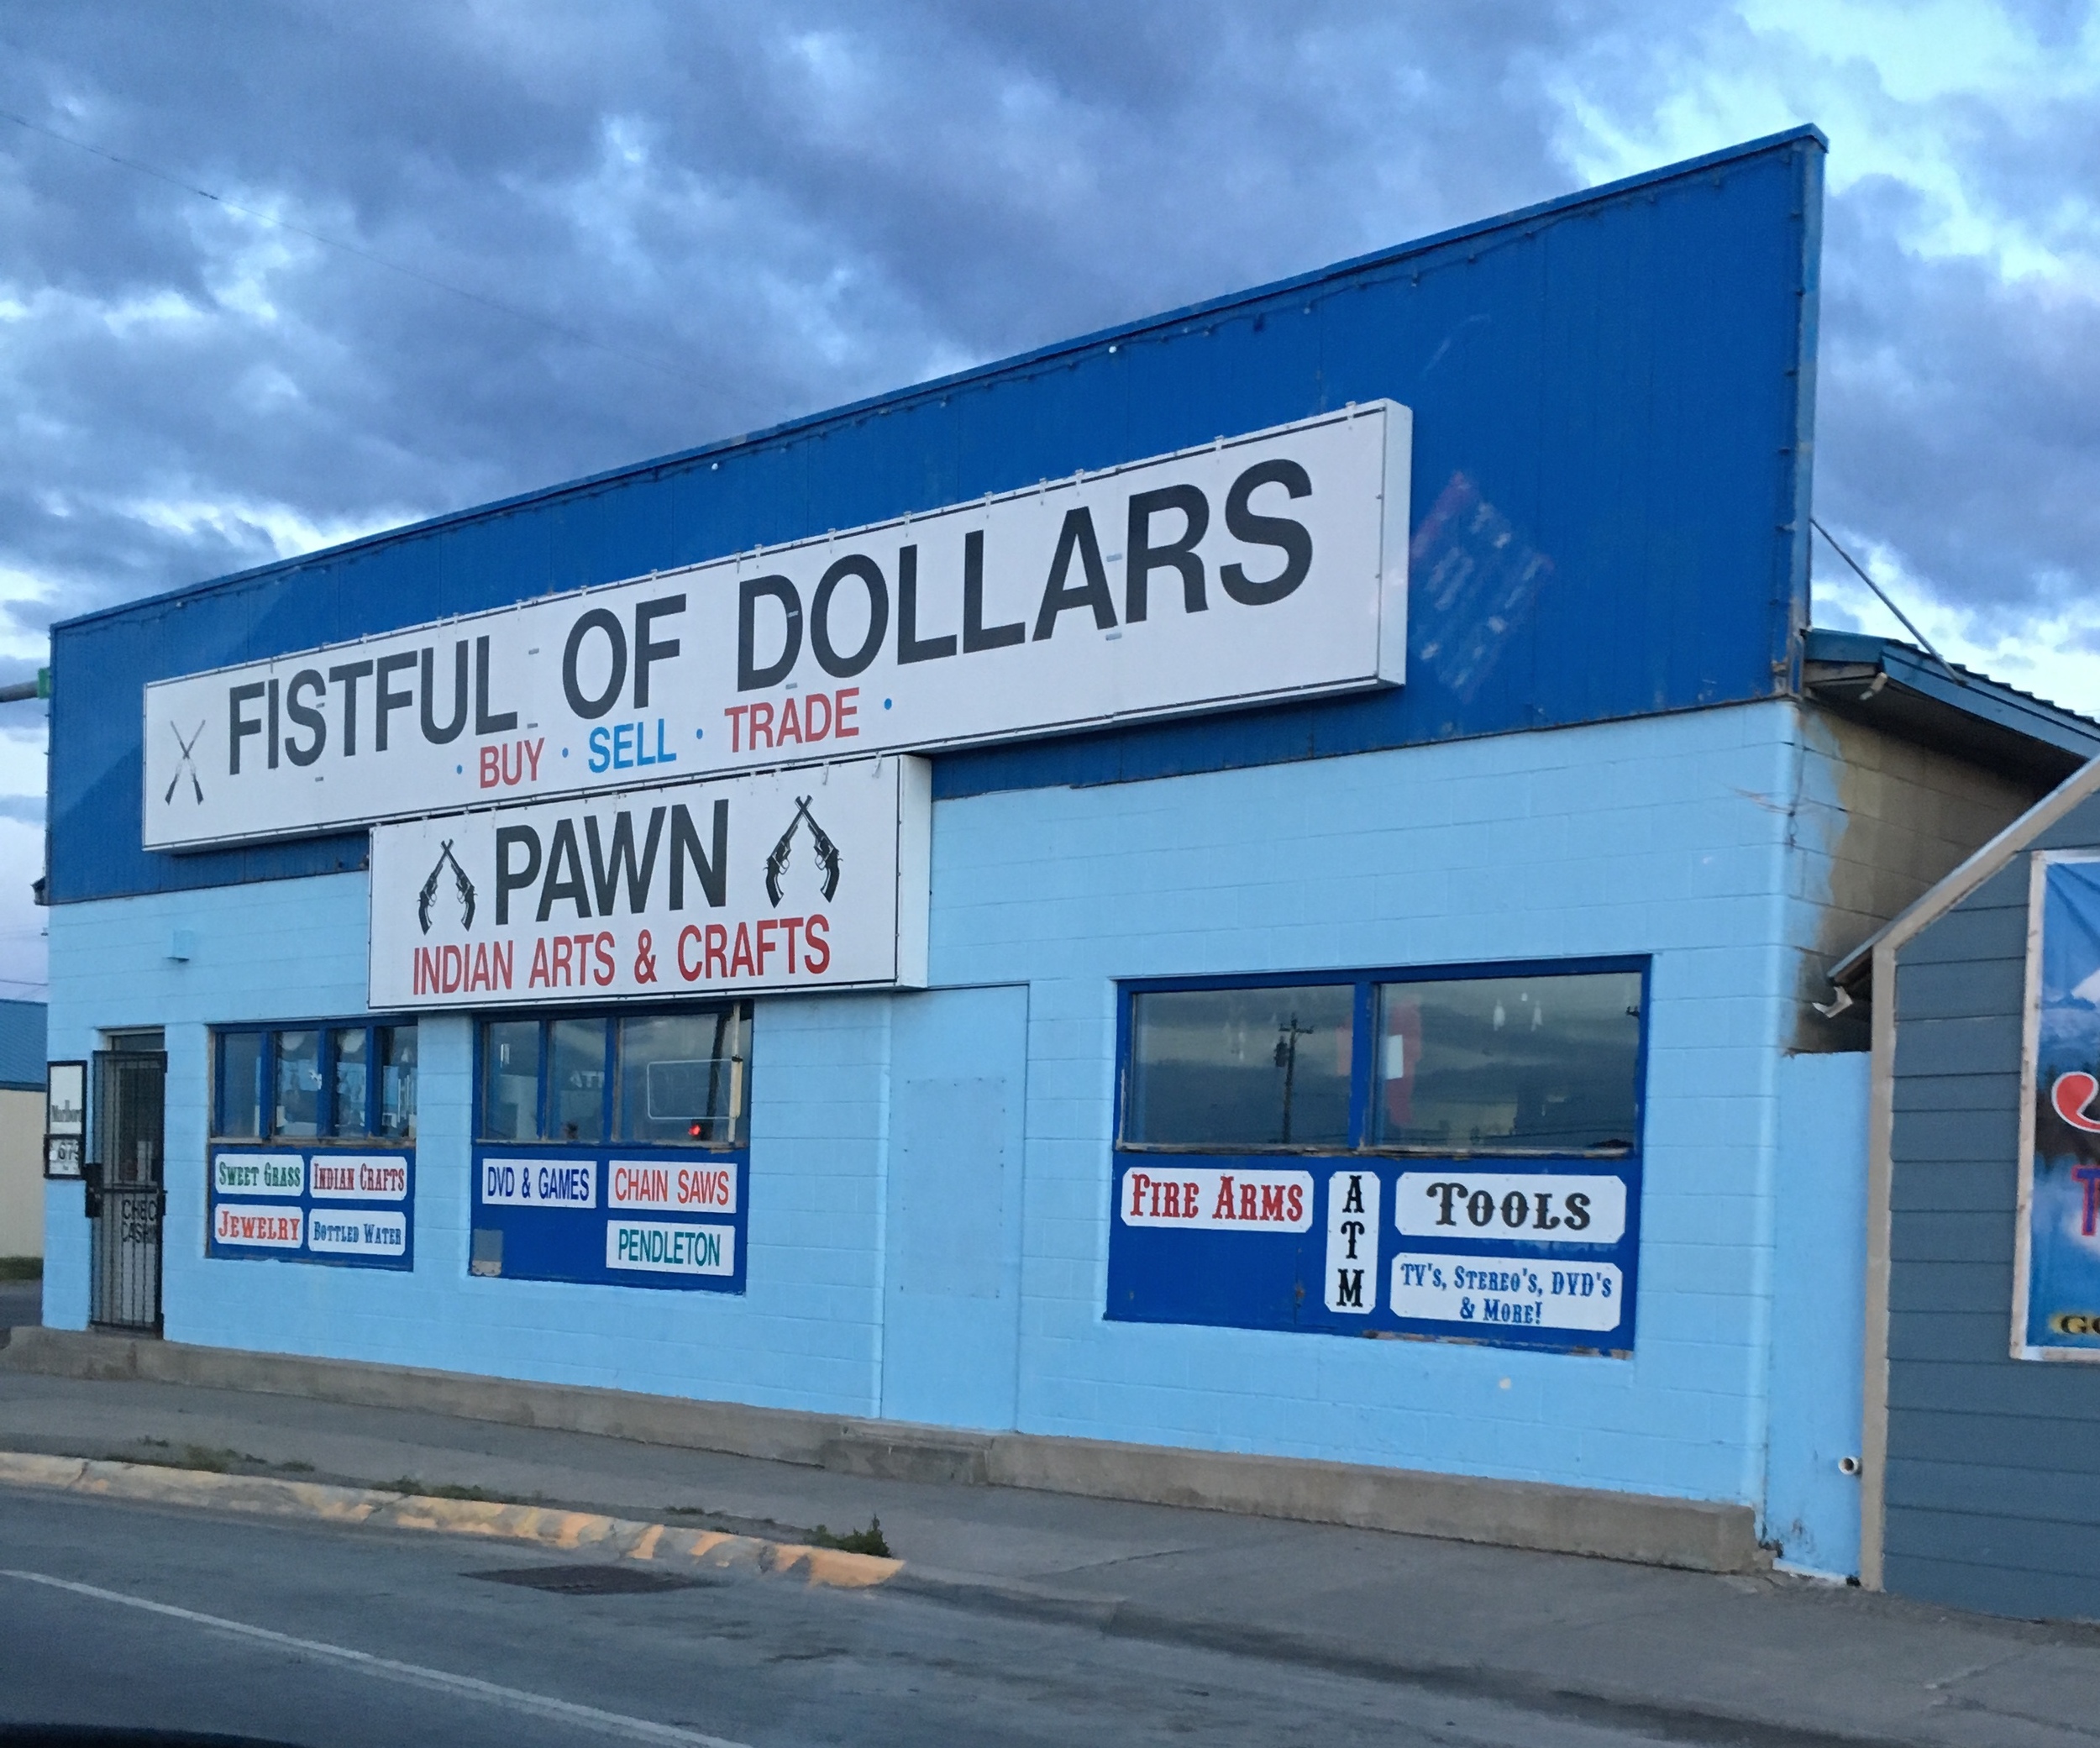 FISTFUL OF DOLLARS
· BUY · SELL · TRADE ·
PAWN
INDIAN ARTS & CRAFTS
SWEET GRASS
INDIAN CRAFTS
JEWELRY
BOTTLED WATER
DVD & GAMES
CHAIN SAWS
PENDLETON
FIRE ARMS
ATM
TOOLS
TV'S, STEREO'S, DVD'S
& MORE!
Marlboro